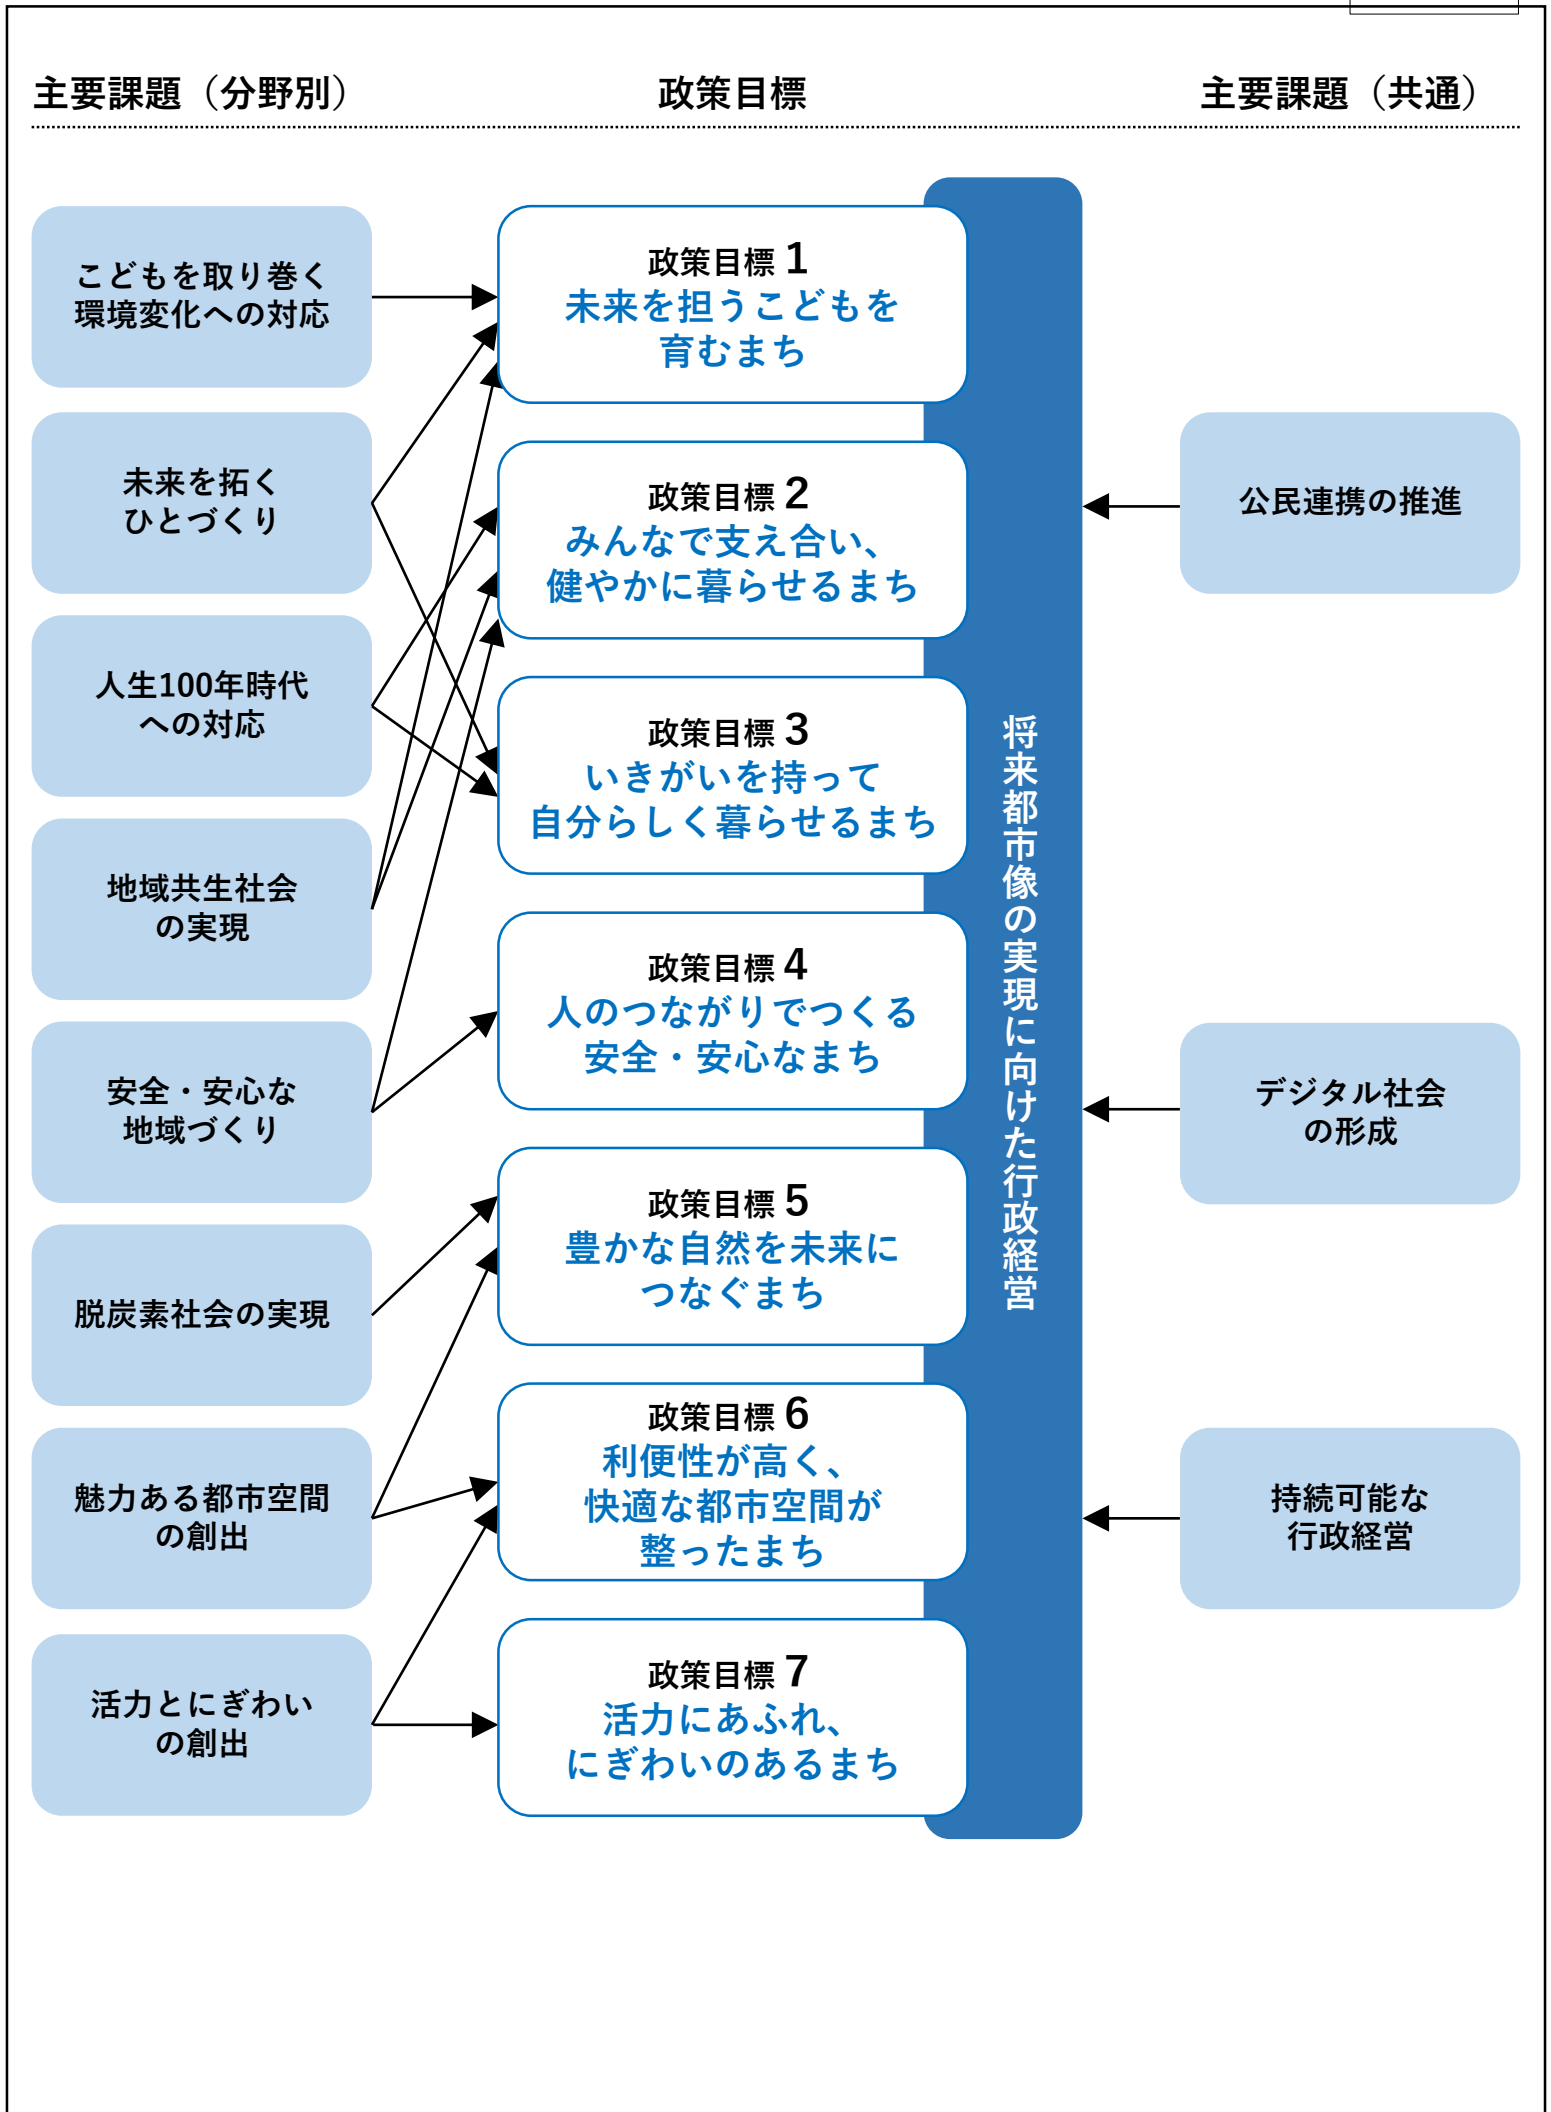 主要課題（分野別）
政策目標
主要課題（共通）
こどもを取り巻く
環境変化への対応
未来を拓く
ひとづくり
人生100年時代
への対応
地域共生社会
の実現
安全・安心な
地域づくり
脱炭素社会の実現
魅力ある都市空間
の創出
活力とにぎわい
の創出
政策目標 1
未来を担うこどもを
育むまち
政策目標 2
みんなで支え合い、
健やかに暮らせるまち
政策目標 3
いきがいを持って
自分らしく暮らせるまち
政策目標 4
人のつながりでつくる
安全・安心なまち
政策目標 5
豊かな自然を未来に
つなぐまち
政策目標 6
利便性が高く、
快適な都市空間が
整ったまち
政策目標 7
活力にあふれ、
にぎわいのあるまち
将来都市像の実現に向けた行政経営
公民連携の推進
デジタル社会
の形成
持続可能な
行政経営